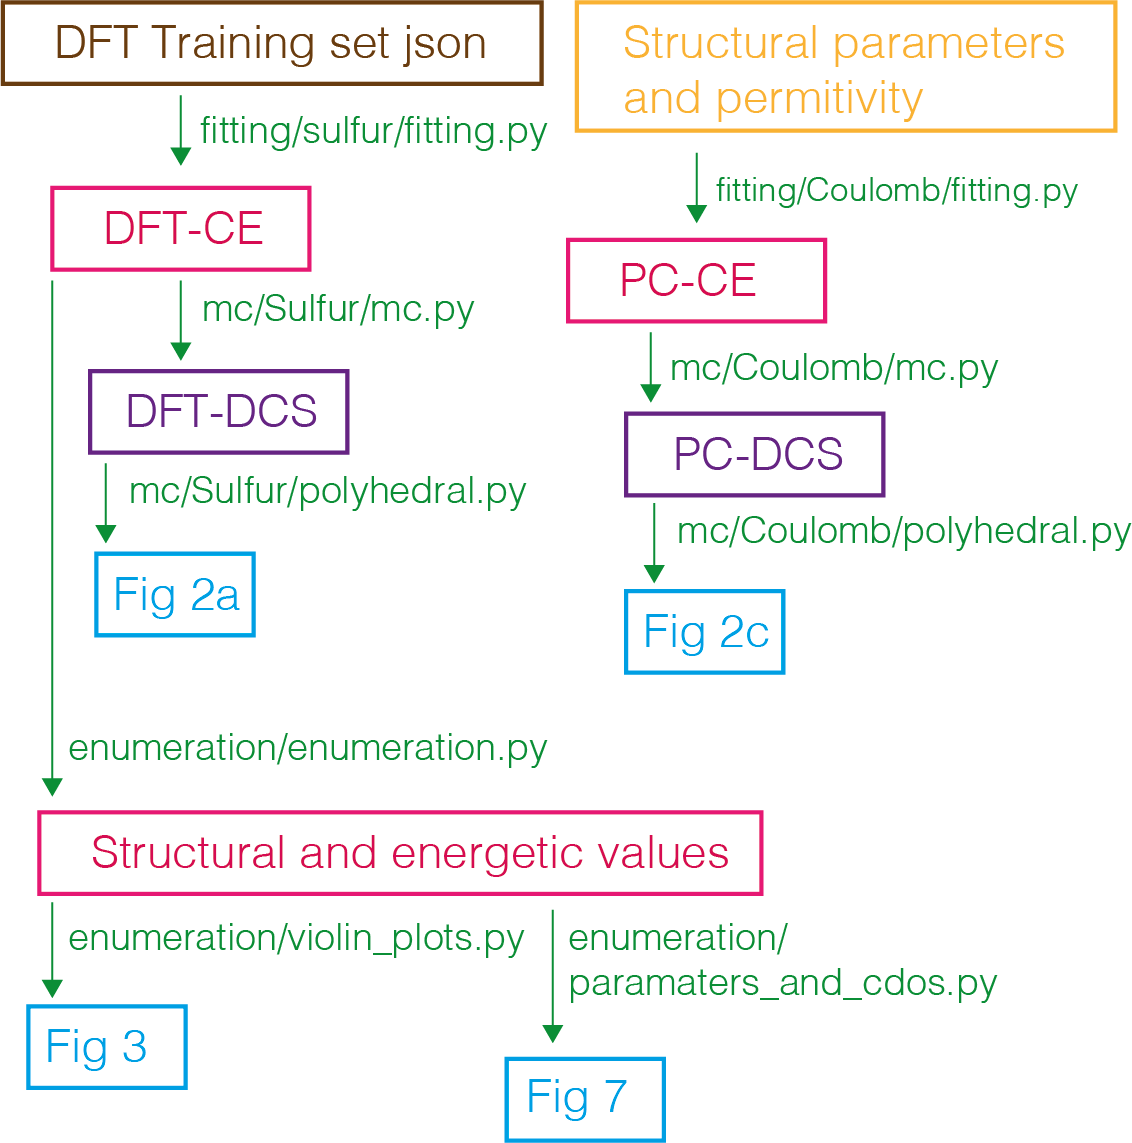 DFT Training set json
fitting/sulfur/fitting.py
DFT-CE
mc/Sulfur/mc.py
DFT-DCS
mc/Sulfur/polyhedral.py
Fig 2a
Structural parameters
and permitivity
fitting/Coulomb/fitting.py
PC-CE
mc/Coulomb/mc.py
PC-DCS
mc/Coulomb/polyhedral.py
Fig 2c
enumeration/enumeration.py
Structural and energetic values
enumeration/violin_plots.py
Fig 3
enumeration/
paramaters_and_cdos.py
Fig 7